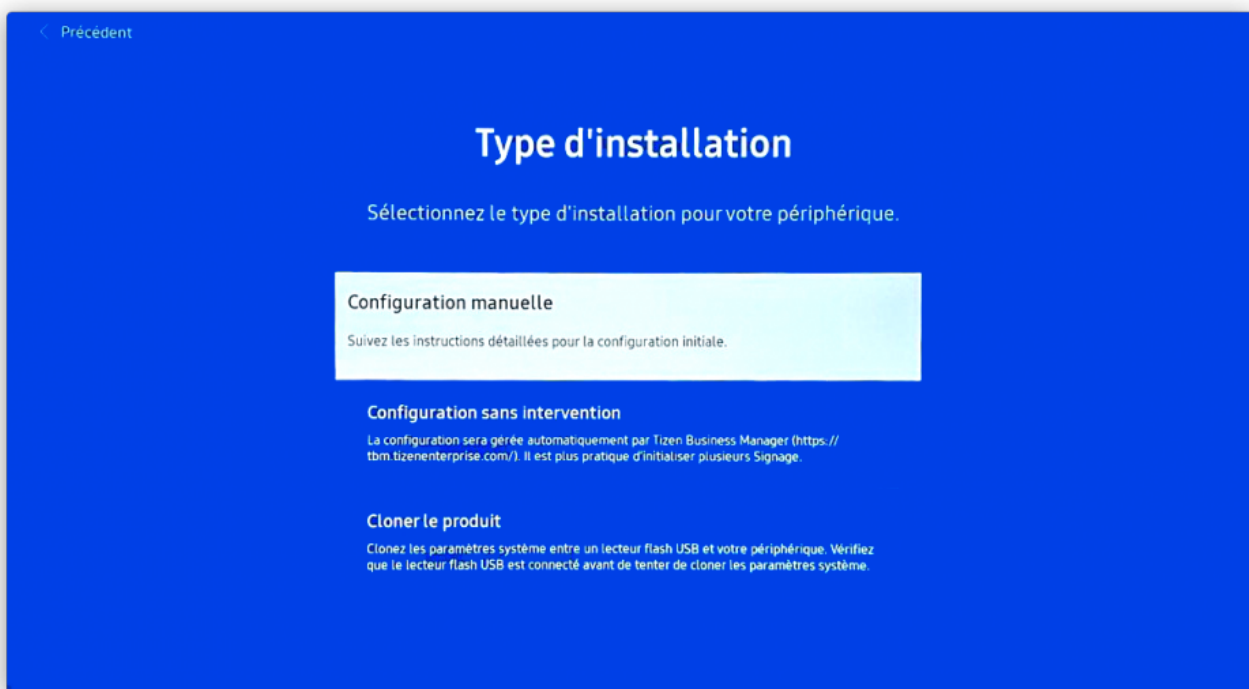 Précédent
Type d'installation
Sélectionnez le type d'installation pour votre périphérique.
Configuration manuelle
Suivez les instructions détaillées pour la configuration initiale.
Configuration sans intervention
La configuration sera gérée automatiquement par Tizen Business Manager (https://
tbm.tizenenterprise.com/). Il est plus pratique d'initialiser plusieurs Signage.
Cloner le produit
Clonez les paramètres système entre un lecteur flash USB et votre périphérique. Vérifiez
que le lecteur flash USB est connecté avant de tenter de cloner les paramètres système.